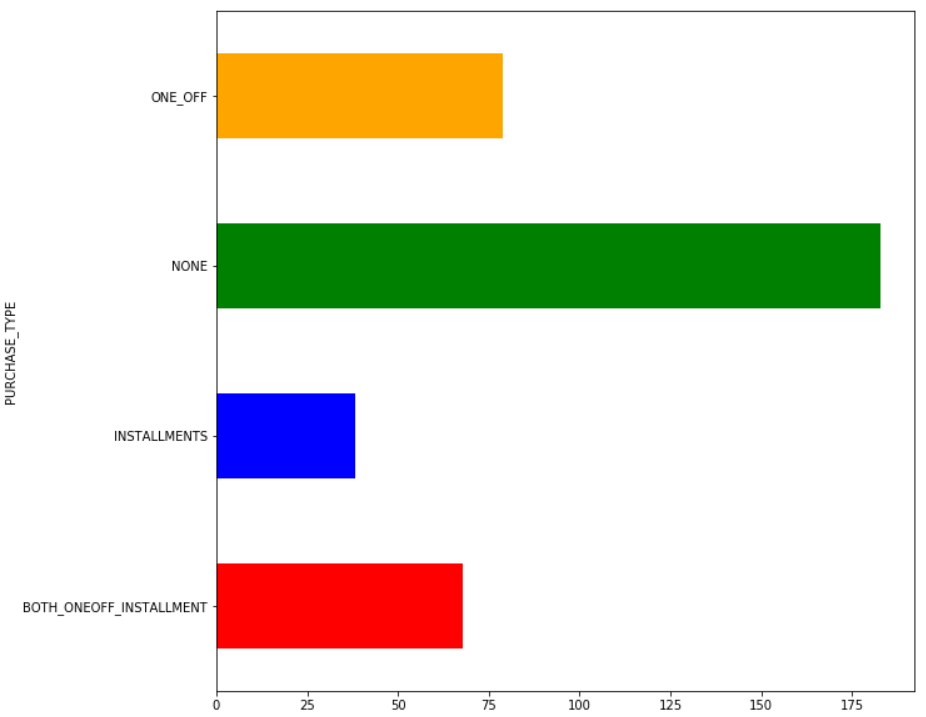 ONE_OFF
NONE
PURCHASE_TYPE
INSTALLMENTS
BOTH_ONEOFF_INSTALLMENT
0 25 50 75 100 125 150 175